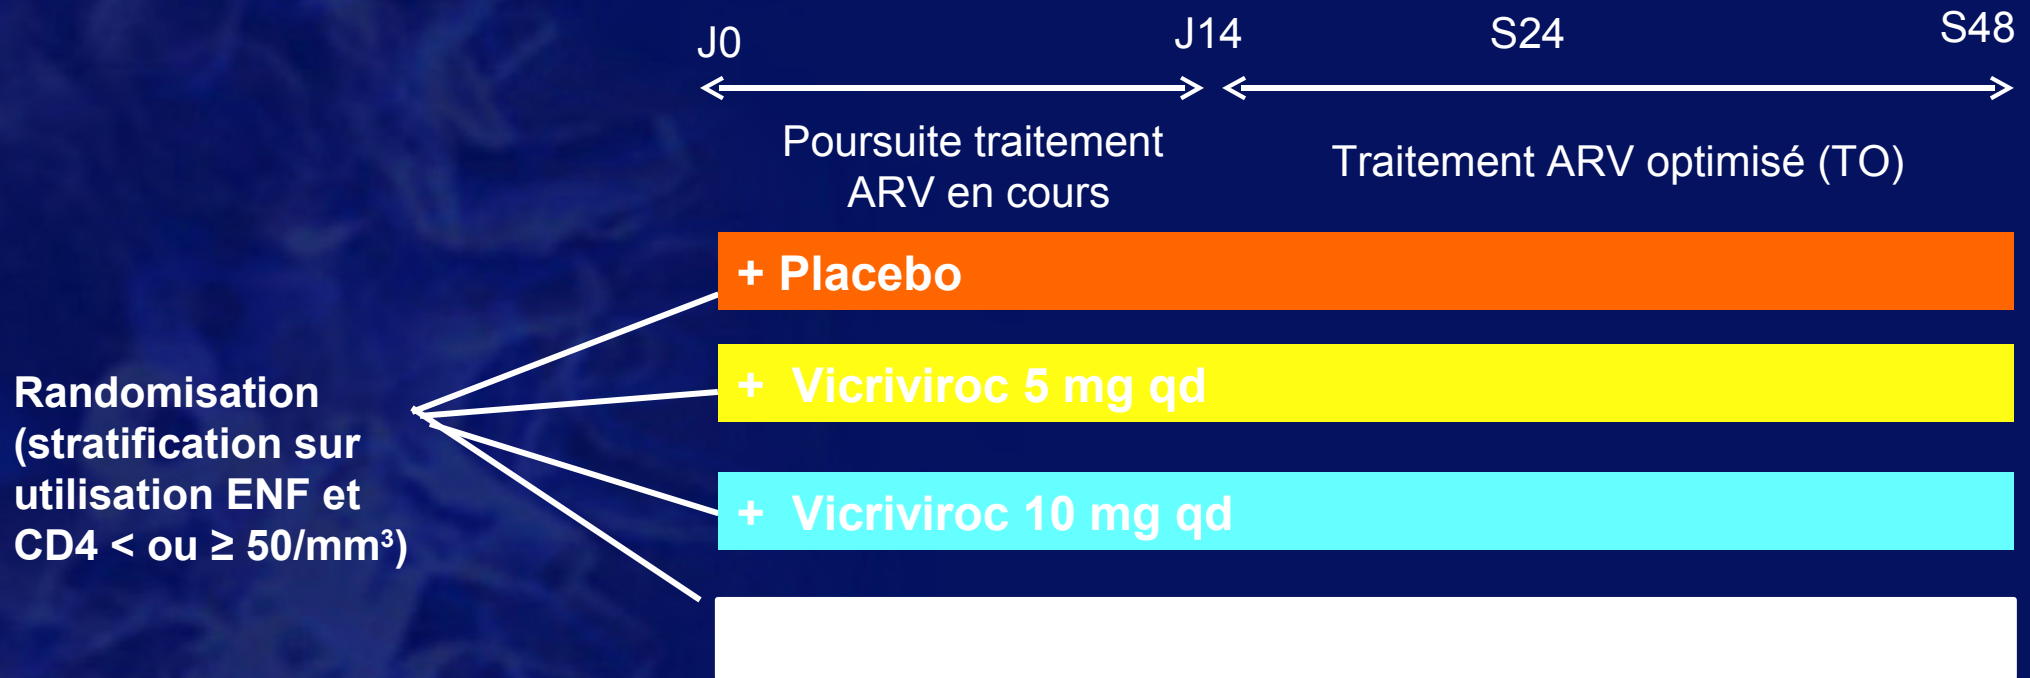 J0 J14 S24 S48
Poursuite traitement
ARV en cours
Traitement ARV optimisé (TO)
+ Placebo
+ Vicriviroc 5 mg qd
+ Vicriviroc 10 mg qd
Randomisation
(stratification sur
utilisation ENF et
CD4 < ou ≥ 50/mm³)